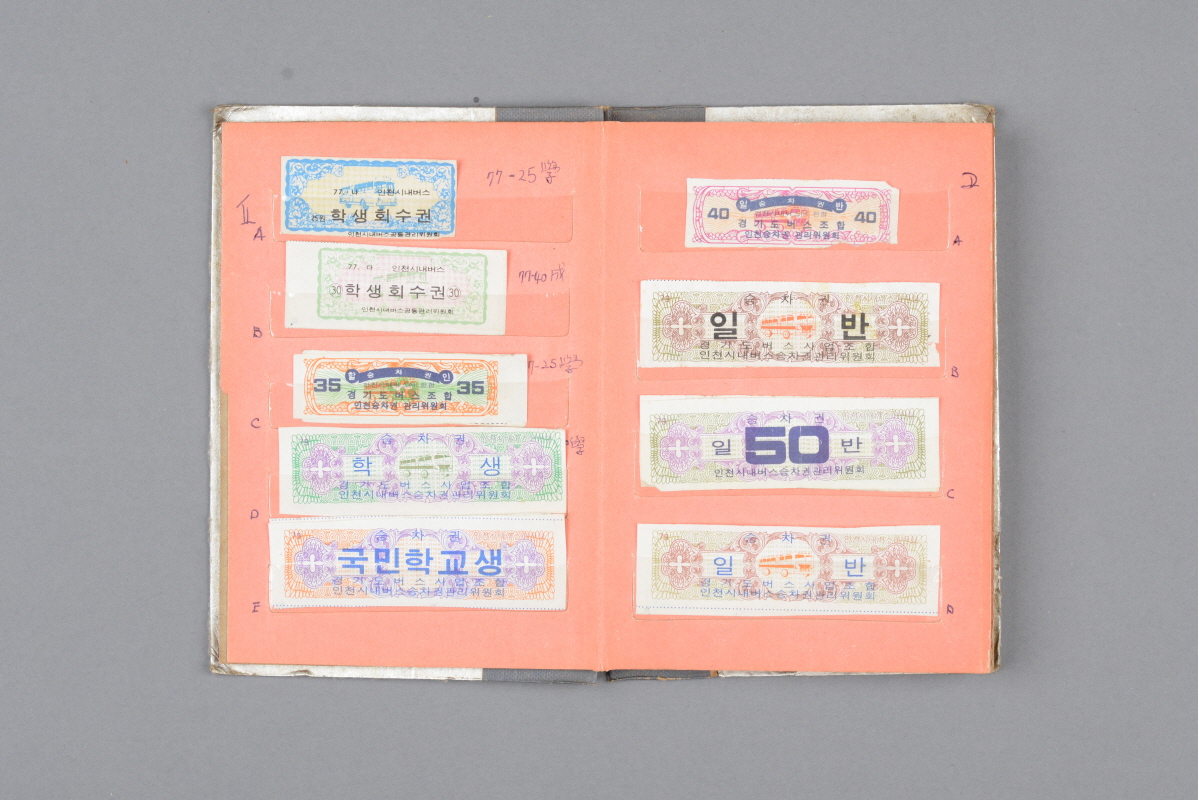 II
A
77 - 25
77. 다 인천시내버스
25원 학생회수권
인천시내버스공동관리위원회
B
77-40
77. 다 인천시내버스
30 학생회수권 30
인천시내버스공동관리위원회
C
-25
할 승 차 권 인
35 35
경기도버스조합
인천승차권 관리위원회
D
승 차 권
학 생
경기도버스사업조합
인천시내버스승차권관리위원회
E
승 차 권
국민학교생
경기도버스사업조합
인천시내버스승차권관리위원회
A
일 승 차 권 반
40 40
경기도버스조합
인천승차권 관리위원회
B
승 차 권
일 반
경기도버스사업조합
인천시내버스승차권관리위원회
C
승 차 권
일 50 반
인천시내버스승차권관리위원회
D
승 차 권
일 반
경기도버스사업조합
인천시내버스승차권관리위원회